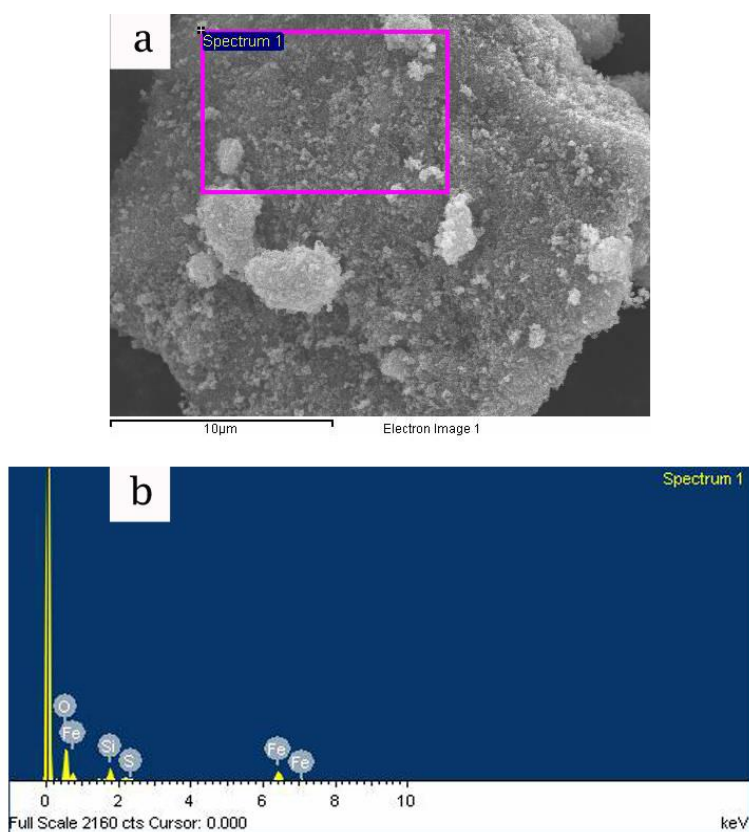 a
Spectrum 1
10µm
Electron Image 1
b
Spectrum 1
O
Fe
Si
S
Fe
Fe
0 2 4 6 8 10
Full Scale 2160 cts Cursor: 0.000
keV